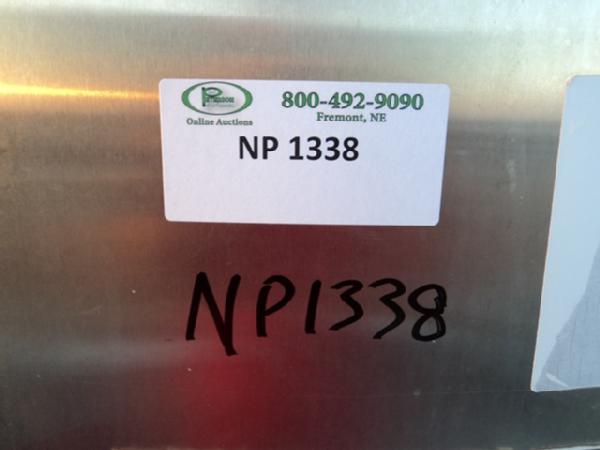 800-492-9090
Online Auctions
Fremont, NE
NP 1338
NP1338